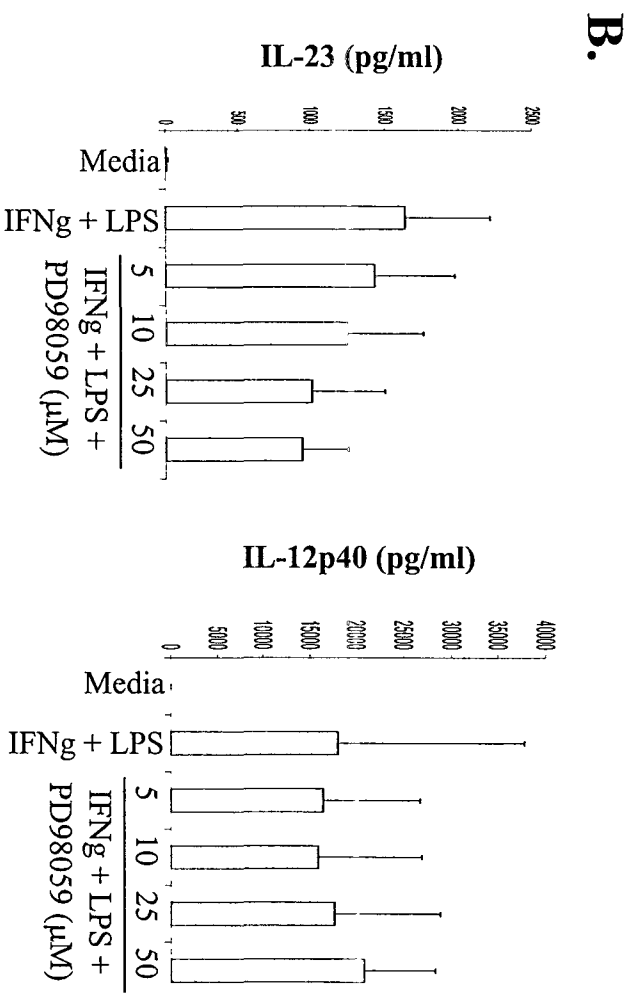 B.
IL-23 (pg/ml)
0
500
1000
1500
2000
2500
Media
IFNg + LPS
5
10
25
50
IFNg + LPS +
PD98059 (µM)
IL-12p40 (pg/ml)
0
5000
10000
15000
20000
25000
30000
35000
40000
Media
IFNg + LPS
5
10
25
50
IFNg + LPS +
PD98059 (µM)